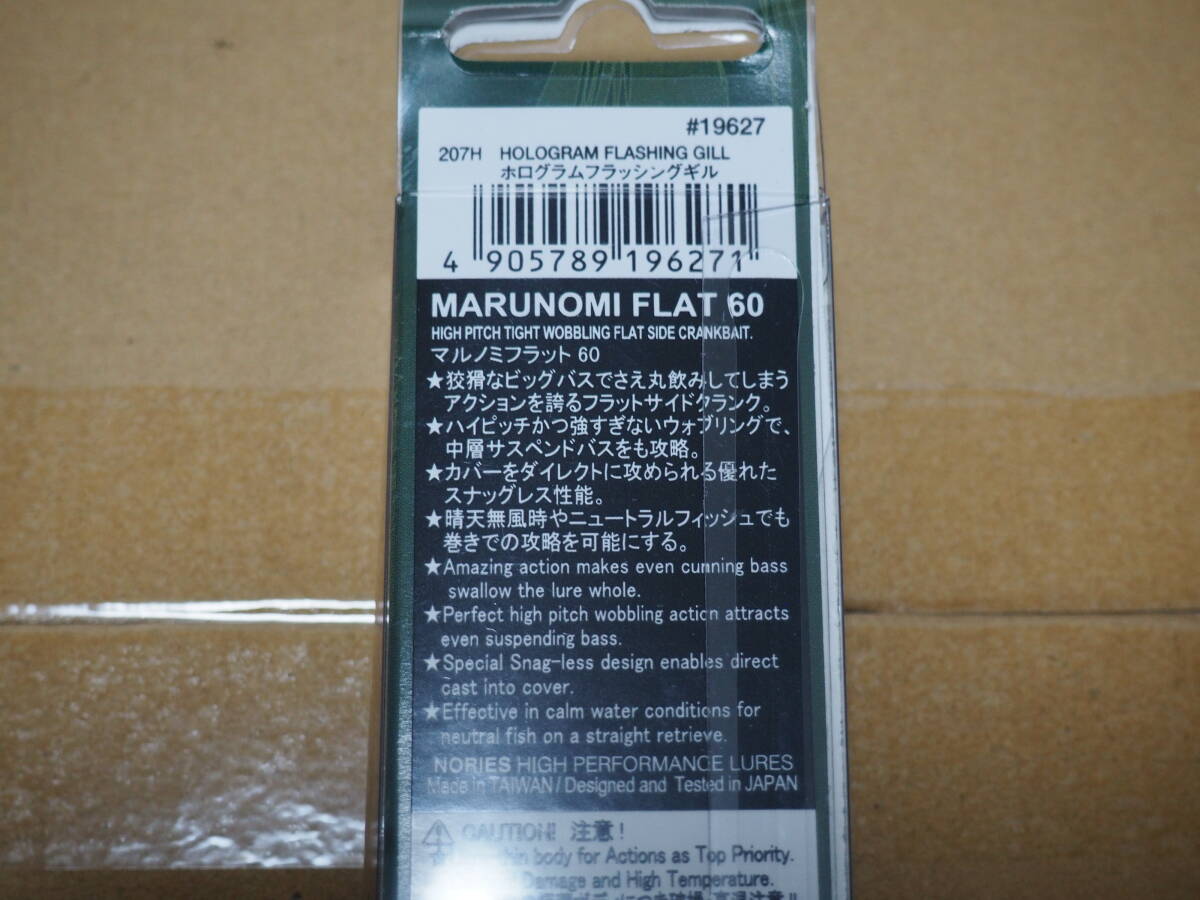 #19627
207H HOLOGRAM FLASHING GILL
ホログラムフラッシングギル
4 905789 196271
MARUNOMI FLAT 60
HIGH PITCH TIGHT WOBBLING FLAT SIDE CRANKBAIT.
マルノミフラット 60
★狡猾なビッグバスでさえ丸飲みしてしまう
アクションを誇るフラットサイドクランク。
★ハイピッチかつ強すぎないウォブリングで、
中層サスペンドバスをも攻略。
★カバーをダイレクトに攻められる優れた
スナッグレス性能。
★晴天無風時やニュートラルフィッシュでも
巻きでの攻略を可能にする。
★Amazing action makes even cunning bass
swallow the lure whole.
★Perfect high pitch wobbling action attracts
even suspending bass.
★Special Snag-less design enables direct
cast into cover.
★Effective in calm water conditions for
neutral fish on a straight retrieve.
NORIES HIGH PERFORMANCE LURES
Made in TAIWAN / Designed and Tested in JAPAN
CAUTION! 注意！
body for Actions as Top Priority.
Damage and High Temperature.